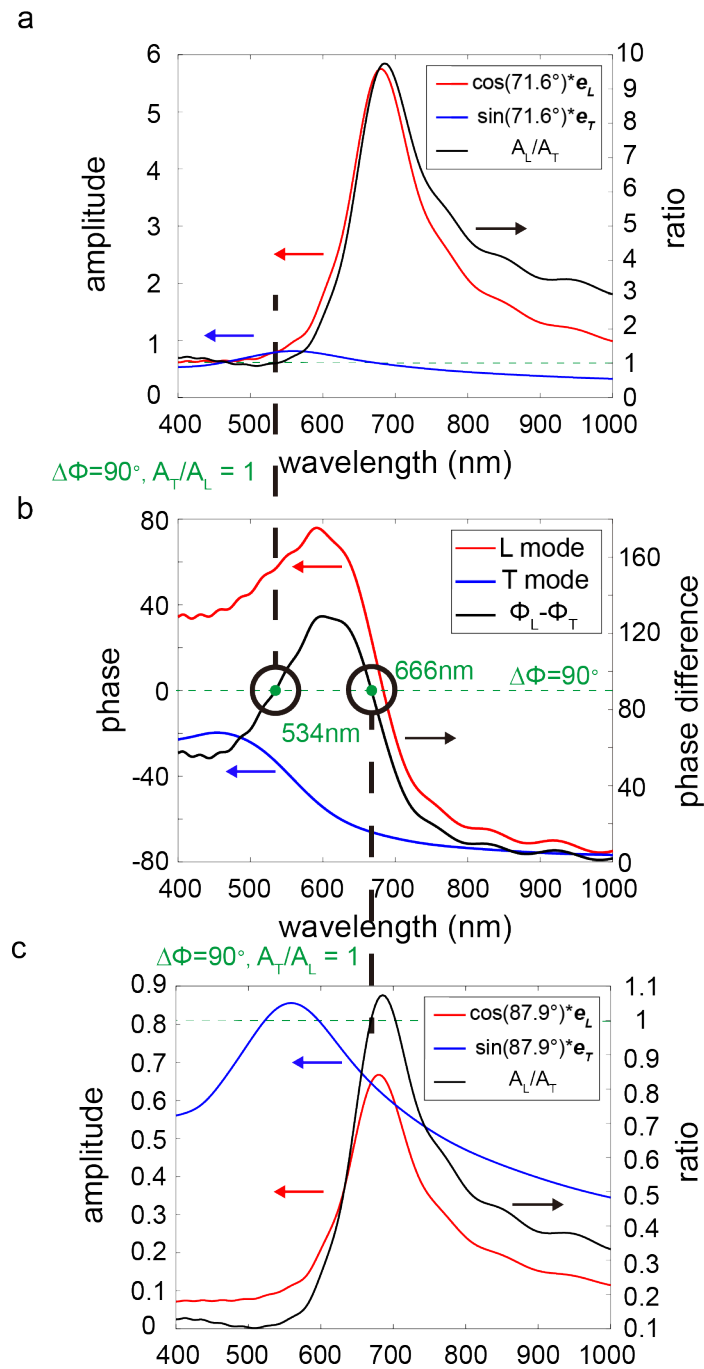 a
6
5
4
3
2
1
0
amplitude
10
9
8
7
6
5
4
3
2
1
0
ratio
cos(71.6°)*e_L
sin(71.6°)*e_T
A_L/A_T
400 500 600 700 800 900 1000
wavelength (nm)
ΔΦ=90°, A_T/A_L = 1
b
80
40
0
-40
-80
phase
160
120
80
40
0
phase difference
L mode
T mode
Φ_L-Φ_T
666nm
ΔΦ=90°
534nm
400 500 600 700 800 900 1000
wavelength (nm)
c
ΔΦ=90°, A_T/A_L = 1
0.9
0.8
0.7
0.6
0.5
0.4
0.3
0.2
0.1
0
amplitude
1.1
1
0.9
0.8
0.7
0.6
0.5
0.4
0.3
0.2
0.1
ratio
cos(87.9°)*e_L
sin(87.9°)*e_T
A_L/A_T
400 500 600 700 800 900 1000
wavelength (nm)